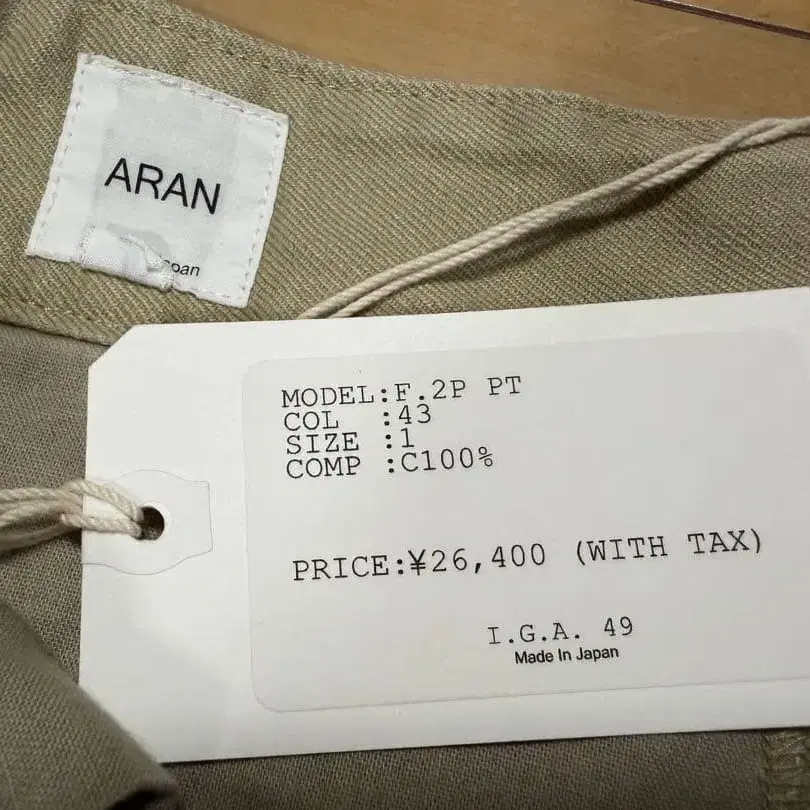 ARAN
MODEL:F.2P PT
COL :43
SIZE :1
COMP :C100%
PRICE:¥26,400 (WITH TAX)
I.G.A. 49
Made In Japan